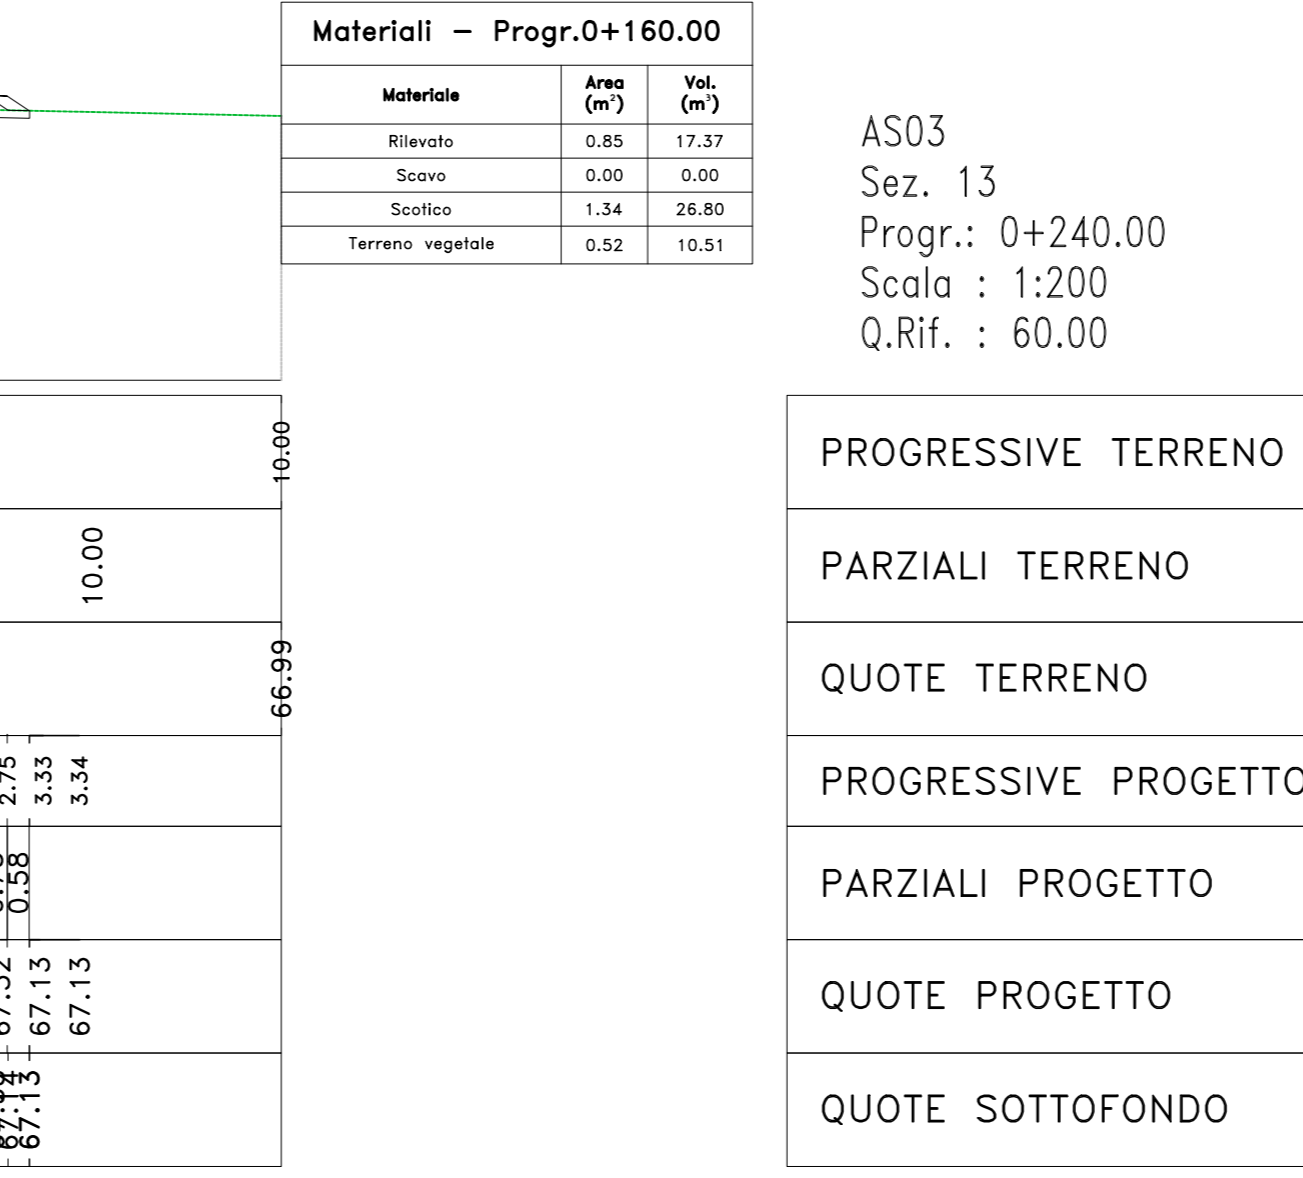 Materiali – Progr.0+160.00
Materiale Area (m²) Vol. (m³)
Rilevato 0.85 17.37
Scavo 0.00 0.00
Scotico 1.34 26.80
Terreno vegetale 0.52 10.51
AS03
Sez. 13
Progr.: 0+240.00
Scala : 1:200
Q.Rif. : 60.00
10.00
10.00
66.99
2.75 3.33 3.34
0.58
67.13 67.13
67.13
PROGRESSIVE TERRENO
PARZIALI TERRENO
QUOTE TERRENO
PROGRESSIVE PROGETTO
PARZIALI PROGETTO
QUOTE PROGETTO
QUOTE SOTTOFONDO